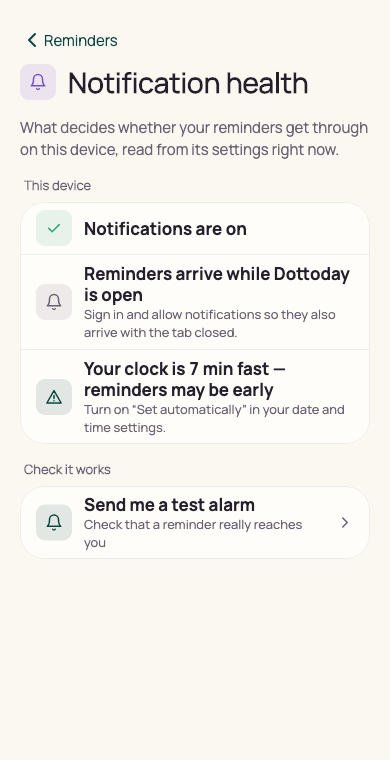 Reminders
Notification health
What decides whether your reminders get through
on this device, read from its settings right now.
This device
Notifications are on
Reminders arrive while Dottoday
is open
Sign in and allow notifications so they also
arrive with the tab closed.
Your clock is 7 min fast —
reminders may be early
Turn on “Set automatically” in your date and
time settings.
Check it works
Send me a test alarm
Check that a reminder really reaches
you